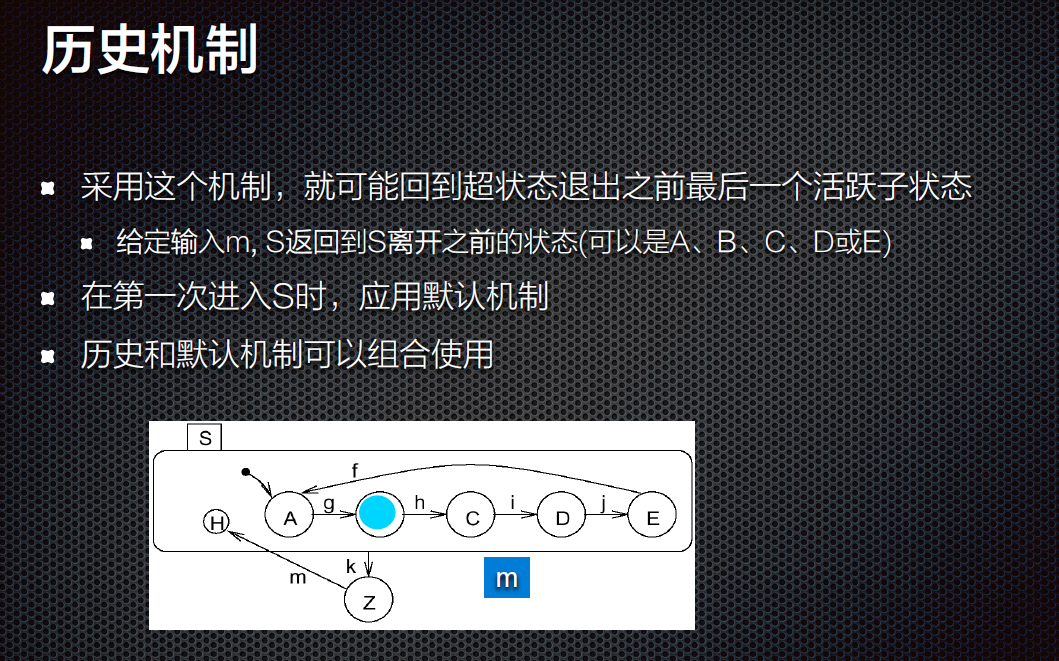 历史机制
采用这个机制，就可能回到超状态退出之前最后一个活跃子状态
给定输入m, S返回到S离开之前的状态(可以是A、B、C、D或E)
在第一次进入S时，应用默认机制
历史和默认机制可以组合使用
S
f
g h i j
H A C D E
m k m
Z